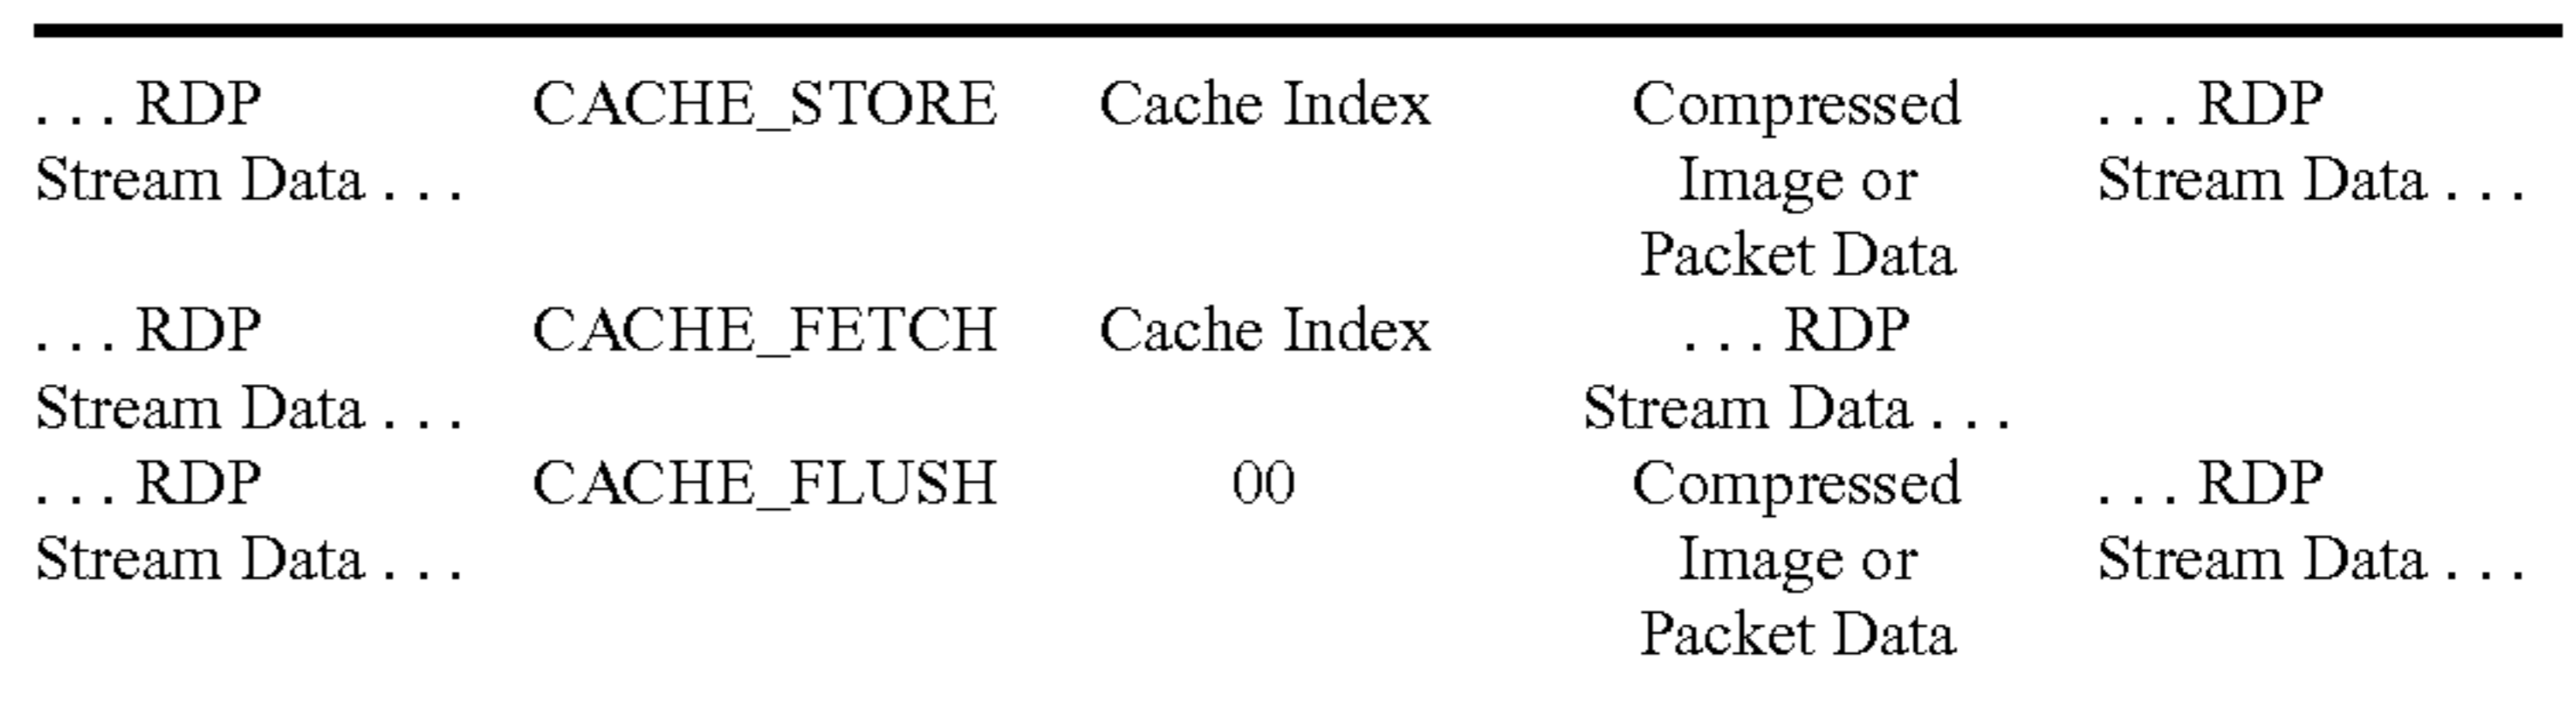 . . . RDP CACHE_STORE Cache Index Compressed . . . RDP
Stream Data . . . Image or Stream Data . . .
Packet Data
. . . RDP CACHE_FETCH Cache Index . . . RDP
Stream Data . . . Stream Data . . .
. . . RDP CACHE_FLUSH 00 Compressed . . . RDP
Stream Data . . . Image or Stream Data . . .
Packet Data